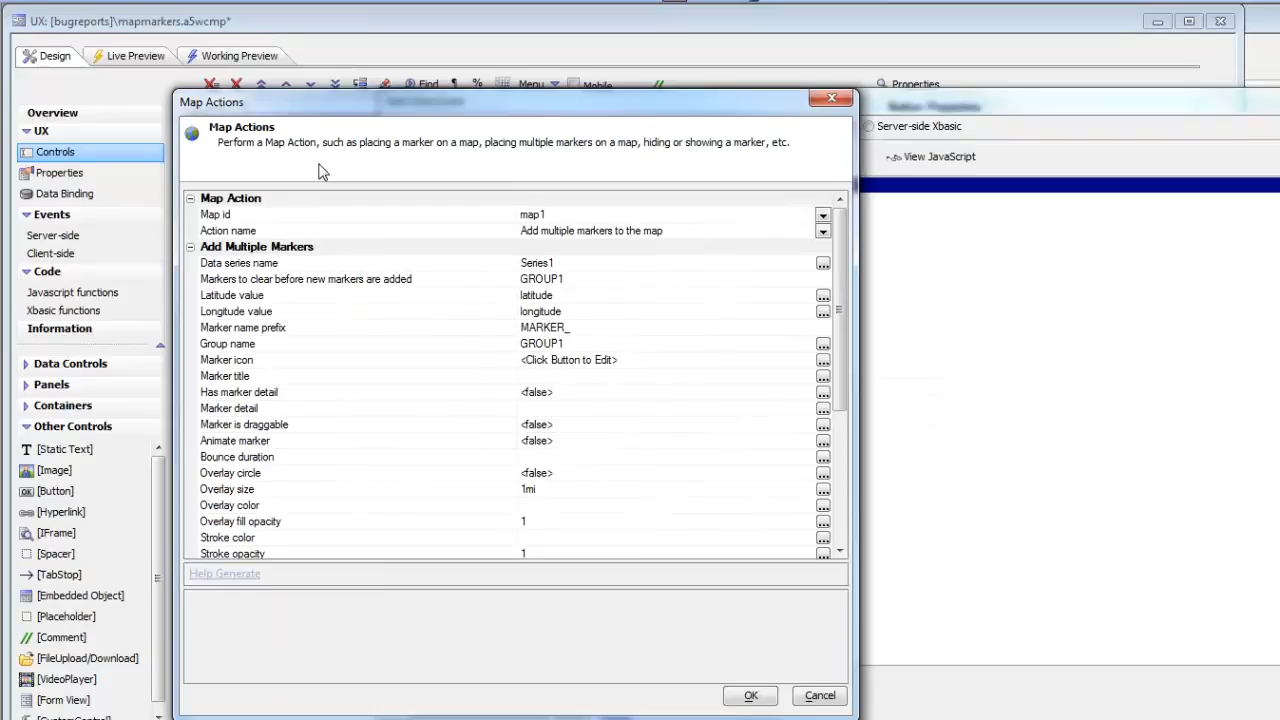 UX: [bugreports]\mapmarkers.a5wcmp*
Design
Live Preview
Working Preview
Find
%
Menu
Mobile
Properties
Overview
UX
Controls
Properties
Data Binding
Events
Server-side
Client-side
Code
Javascript functions
Xbasic functions
Information
Data Controls
Panels
Containers
Other Controls
[Static Text]
[Image]
[Button]
[Hyperlink]
[IFrame]
[Spacer]
[TabStop]
[Embedded Object]
[Placeholder]
[Comment]
[FileUpload/Download]
[VideoPlayer]
[Form View]
[CustomControl]
Map Actions
Map Actions
Perform a Map Action, such as placing a marker on a map, placing multiple markers on a map, hiding or showing a marker, etc.
Map Action
Map id map1
Action name Add multiple markers to the map
Add Multiple Markers
Data series name Series1
Markers to clear before new markers are added GROUP1
Latitude value latitude
Longitude value longitude
Marker name prefix MARKER_
Group name GROUP1
Marker icon <Click Button to Edit>
Marker title
Has marker detail <false>
Marker detail
Marker is draggable <false>
Animate marker <false>
Bounce duration
Overlay circle <false>
Overlay size 1mi
Overlay color
Overlay fill opacity 1
Stroke color
Stroke opacity 1
Help Generate
OK
Cancel
Button Properties
Server-side Xbasic
View JavaScript